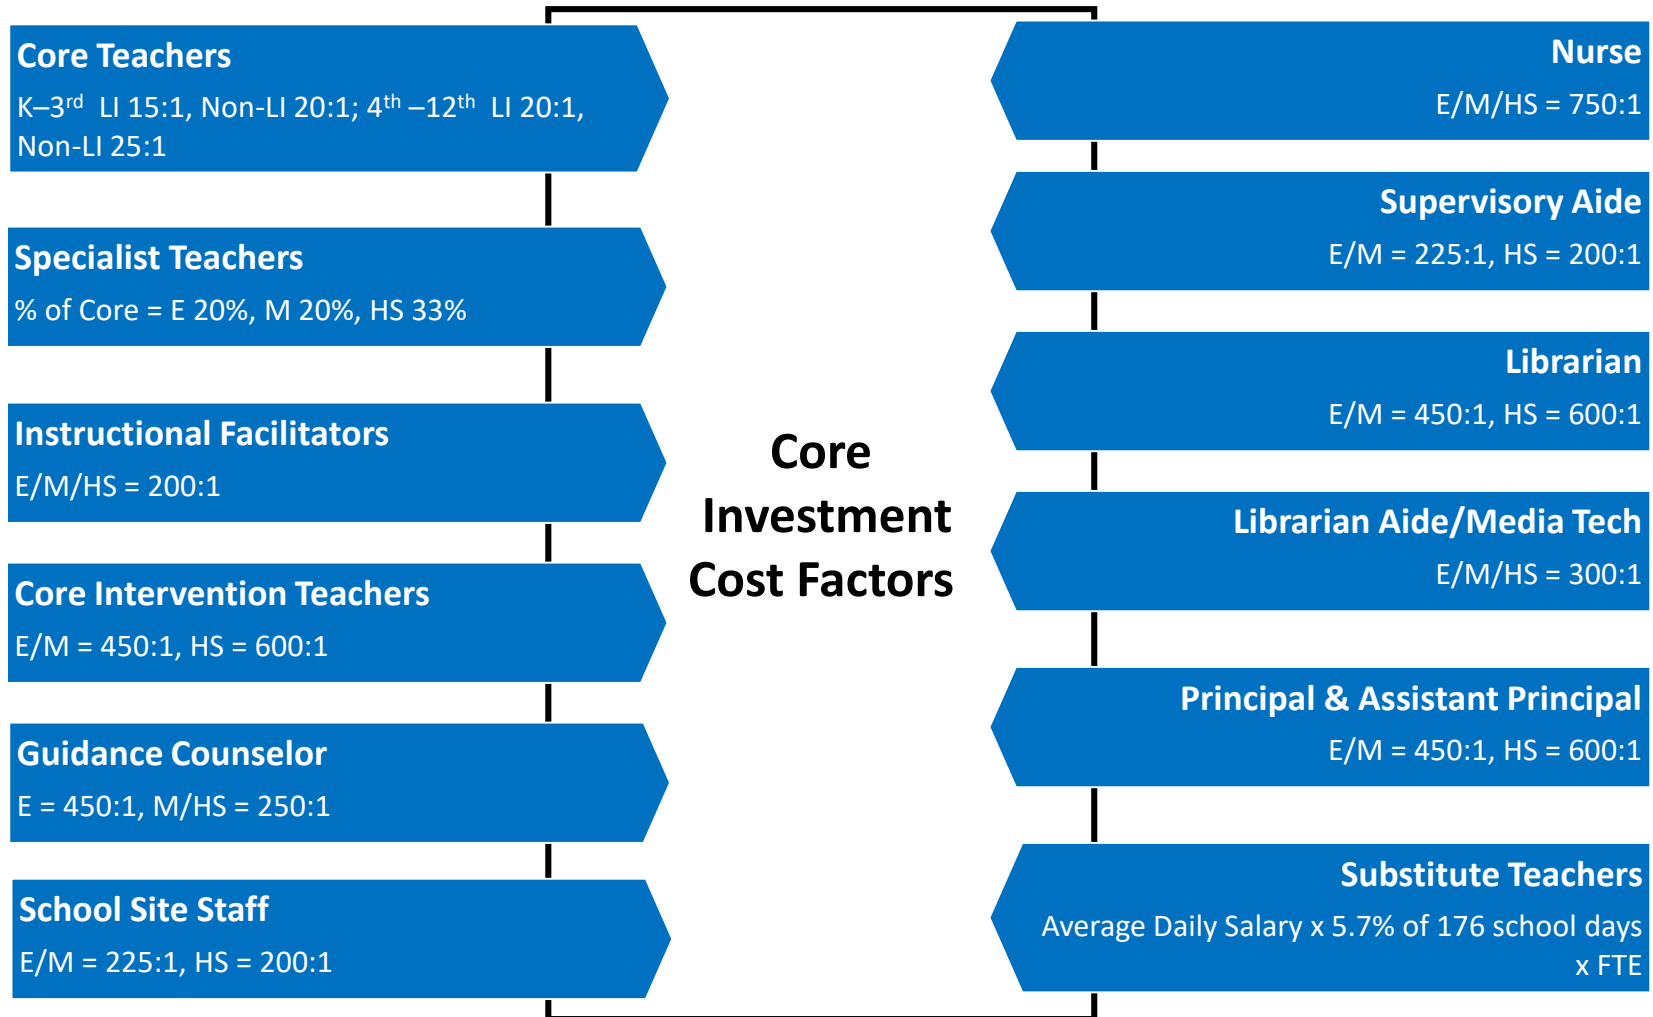 Core Teachers
K–3rd LI 15:1, Non-LI 20:1; 4th –12th LI 20:1,
Non-LI 25:1
Specialist Teachers
% of Core = E 20%, M 20%, HS 33%
Instructional Facilitators
E/M/HS = 200:1
Core Intervention Teachers
E/M = 450:1, HS = 600:1
Guidance Counselor
E = 450:1, M/HS = 250:1
School Site Staff
E/M = 225:1, HS = 200:1
Core
Investment
Cost Factors
Nurse
E/M/HS = 750:1
Supervisory Aide
E/M = 225:1, HS = 200:1
Librarian
E/M = 450:1, HS = 600:1
Librarian Aide/Media Tech
E/M/HS = 300:1
Principal & Assistant Principal
E/M = 450:1, HS = 600:1
Substitute Teachers
Average Daily Salary x 5.7% of 176 school days
x FTE